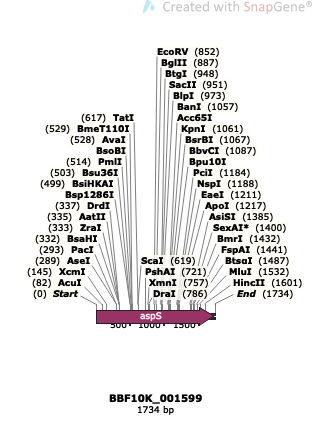 Created with SnapGene®
EcoRV (852)
BglII (887)
BtgI (948)
SacII (951)
BlpI (973)
BanI (1057)
(617) TatI Acc65I
(529) BmeT110I KpnI (1061)
(528) AvaI BsrBI (1067)
BsoBI BbvCI (1087)
(514) PmlI Bpu10I
(503) Bsu36I PciI (1184)
(499) BsiHKAI NspI (1188)
Bsp1286I EaeI (1211)
(337) DrdI ApoI (1217)
(335) AatII AsiSI (1385)
(333) ZraI SexAI* (1400)
(332) BsaHI BmrI (1432)
(293) PacI FspAI (1441)
(289) AseI ScaI (619) BtsαI (1487)
(145) XcmI PshAI (721) MluI (1532)
(82) AcuI XmnI (757) HincII (1601)
(0) Start DraI (786) End (1734)
aspS
500 1000 1500
BBF10K_001599
1734 bp